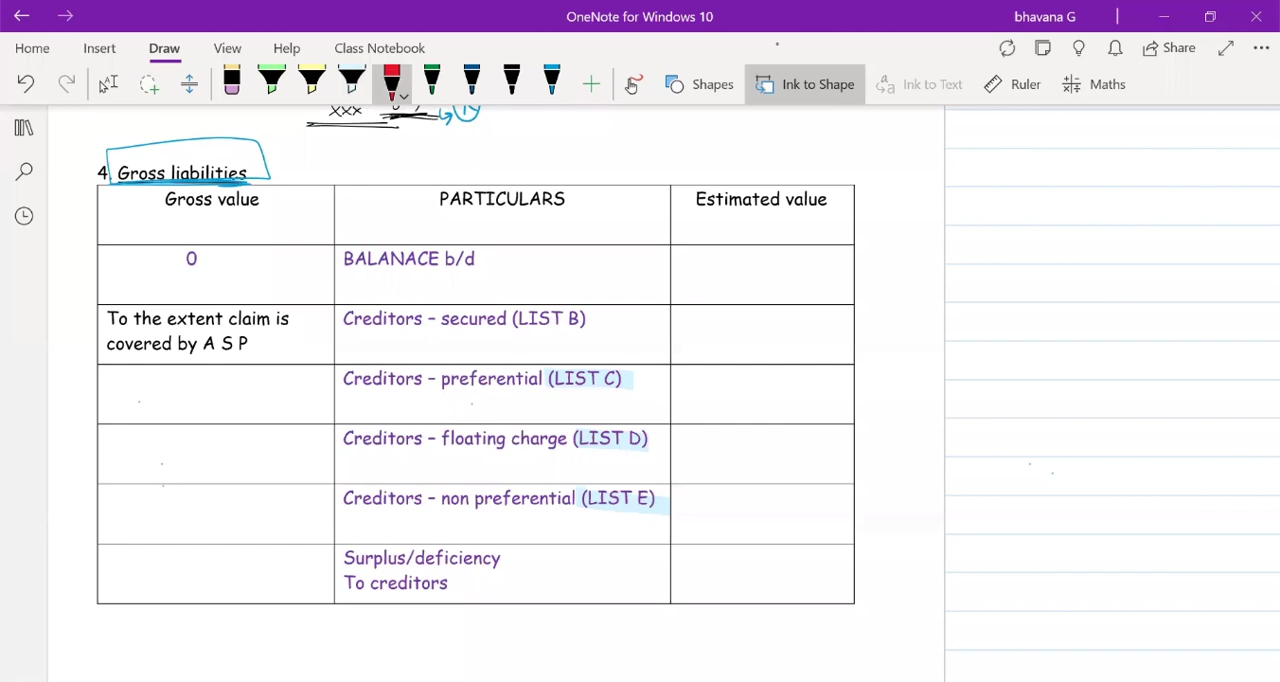 OneNote for Windows 10
bhavana G
Home Insert Draw View Help Class Notebook
Share
Shapes Ink to Shape Ink to Text Ruler Maths
xxx
4. Gross liabilities
Gross value PARTICULARS Estimated value
0 BALANACE b/d
To the extent claim is
covered by A S P
Creditors – secured (LIST B)
Creditors – preferential (LIST C)
Creditors – floating charge (LIST D)
Creditors – non preferential (LIST E)
Surplus/deficiency
To creditors